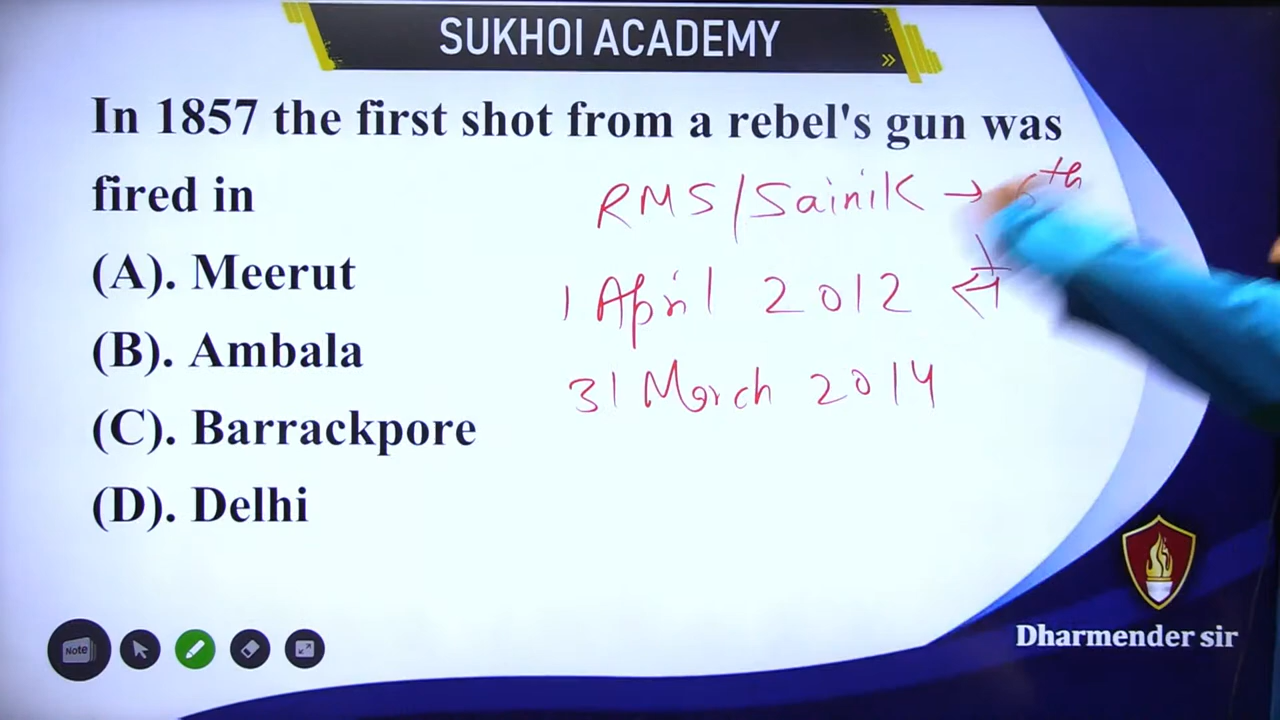 SUKHOI ACADEMY
In 1857 the first shot from a rebel's gun was
fired in
RMS/Sainik → 6th
(A). Meerut
1 April 2012
(B). Ambala
31 March 2014
(C). Barrackpore
(D). Delhi
Note
Dharmender sir